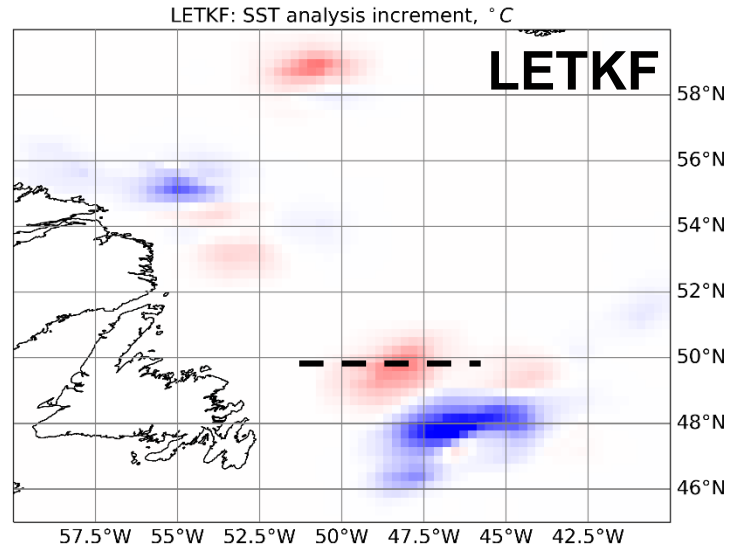 LETKF: SST analysis increment, °C
LETKF
58°N
56°N
54°N
52°N
50°N
48°N
46°N
57.5°W 55°W 52.5°W 50°W 47.5°W 45°W 42.5°W